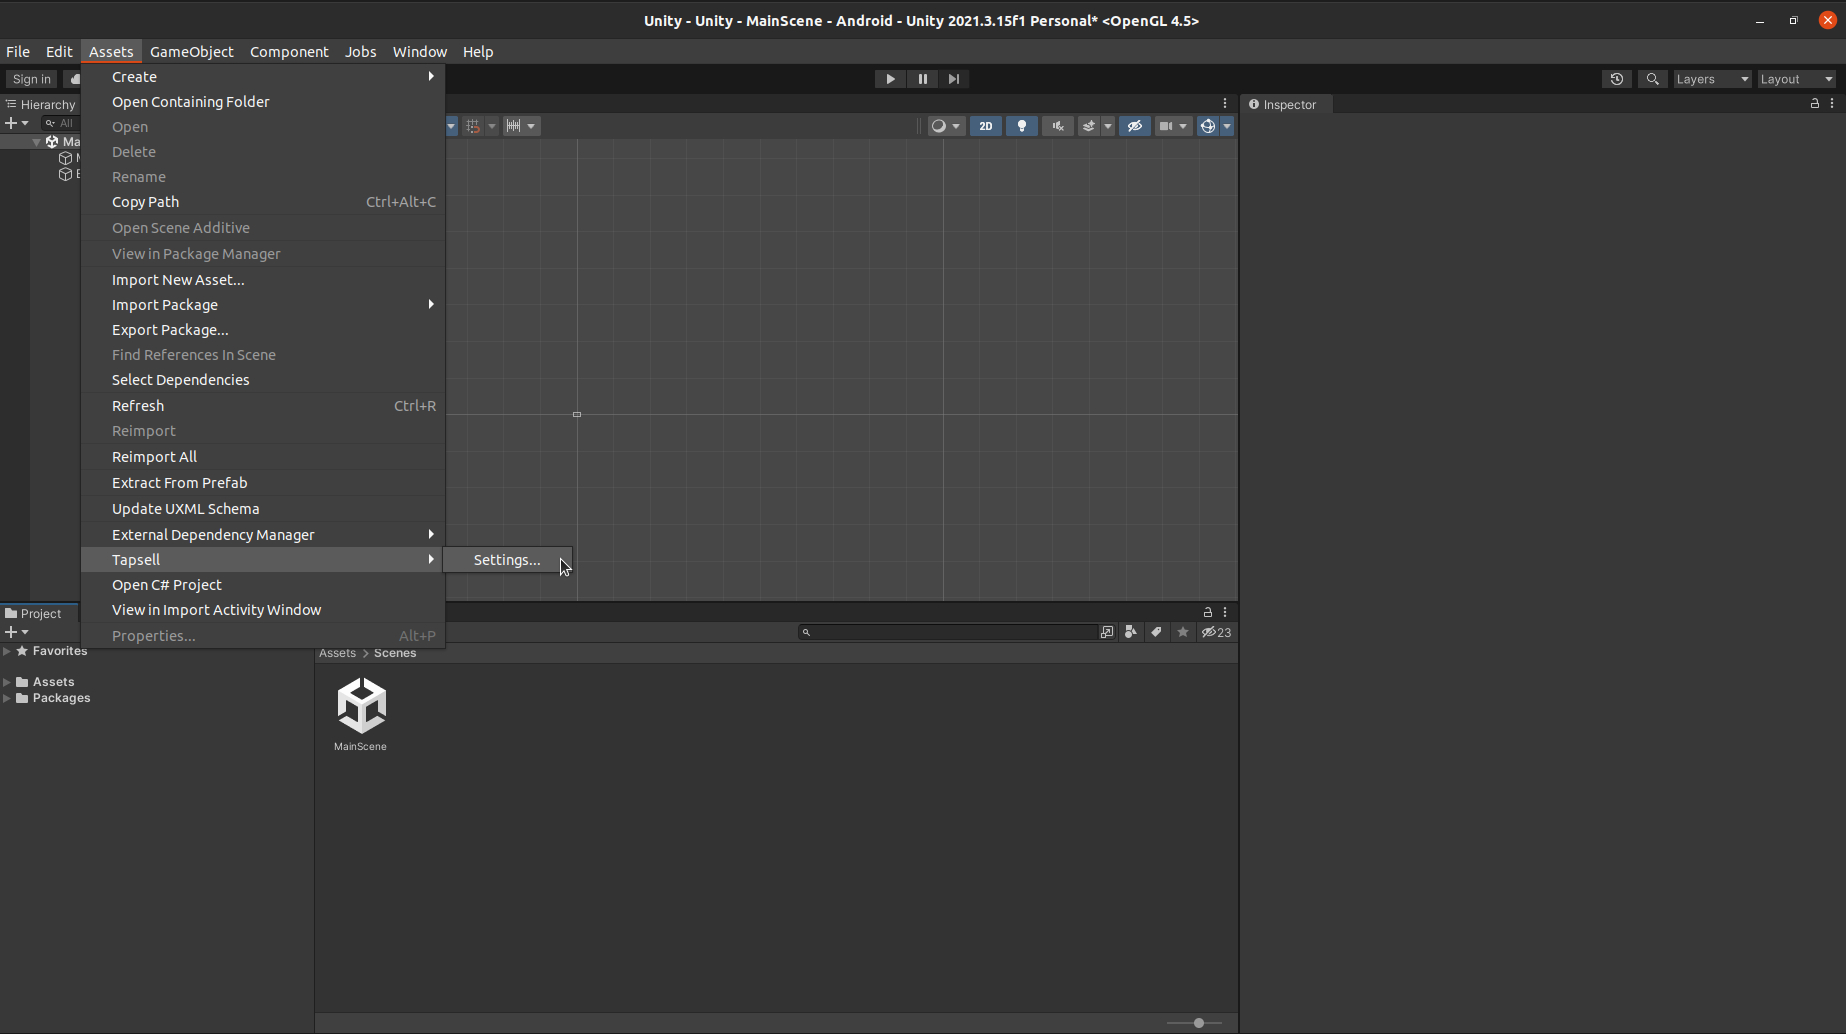 Unity - Unity - MainScene - Android - Unity 2021.3.15f1 Personal* <OpenGL 4.5>
File Edit Assets GameObject Component Jobs Window Help
Sign in
Layers
Layout
Hierarchy
All
Ma
Create
Open Containing Folder
Open
Delete
Rename
Copy Path Ctrl+Alt+C
Open Scene Additive
View in Package Manager
Import New Asset...
Import Package
Export Package...
Find References In Scene
Select Dependencies
Refresh Ctrl+R
Reimport
Reimport All
Extract From Prefab
Update UXML Schema
External Dependency Manager
Tapsell
Settings...
Open C# Project
View in Import Activity Window
Properties... Alt+P
2D
Inspector
Project
23
Favorites
Assets
Packages
Assets > Scenes
MainScene